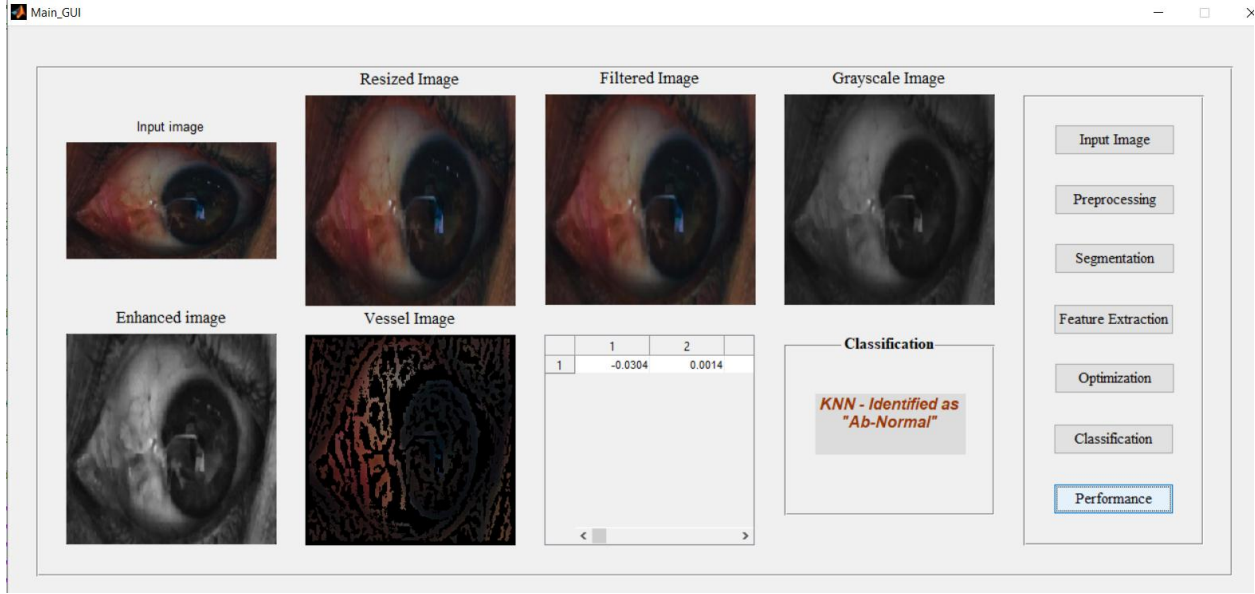 Main_GUI
Resized Image
Filtered Image
Grayscale Image
Input image
Enhanced image
Vessel Image
1 2
1 -0.0304 0.0014
Classification
KNN - Identified as
"Ab-Normal"
Input Image
Preprocessing
Segmentation
Feature Extraction
Optimization
Classification
Performance